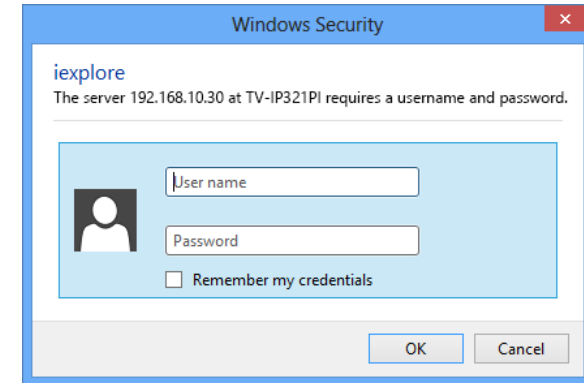 Windows Security
iexplore
The server 192.168.10.30 at TV-IP321PI requires a username and password.
User name
Password
Remember my credentials
OK Cancel